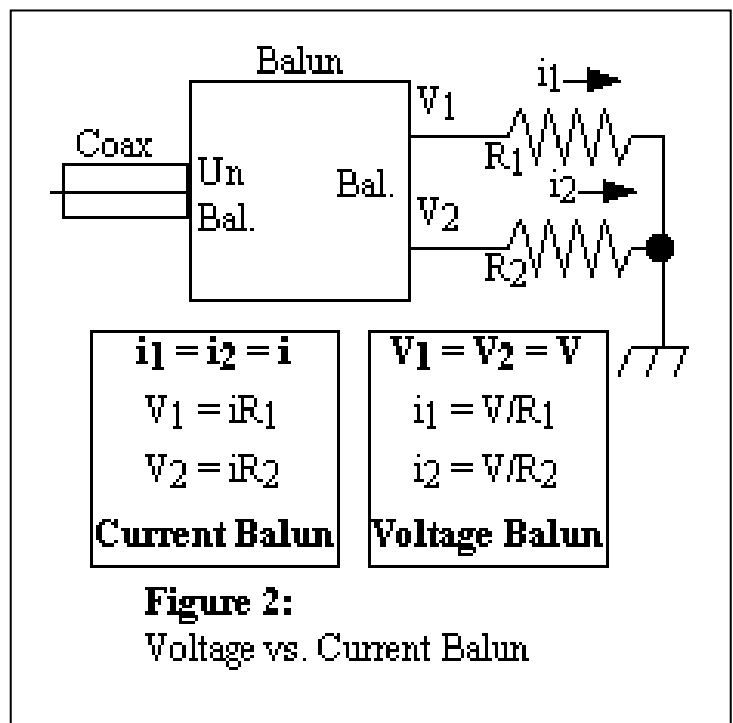 Balun
i1
V1
Coax
R1
Un
Bal.
i2
V2
Bal.
R2
i1 = i2 = i
V1 = iR1
V2 = iR2
Current Balun
V1 = V2 = V
i1 = V/R1
i2 = V/R2
Voltage Balun
Figure 2:
Voltage vs. Current Balun